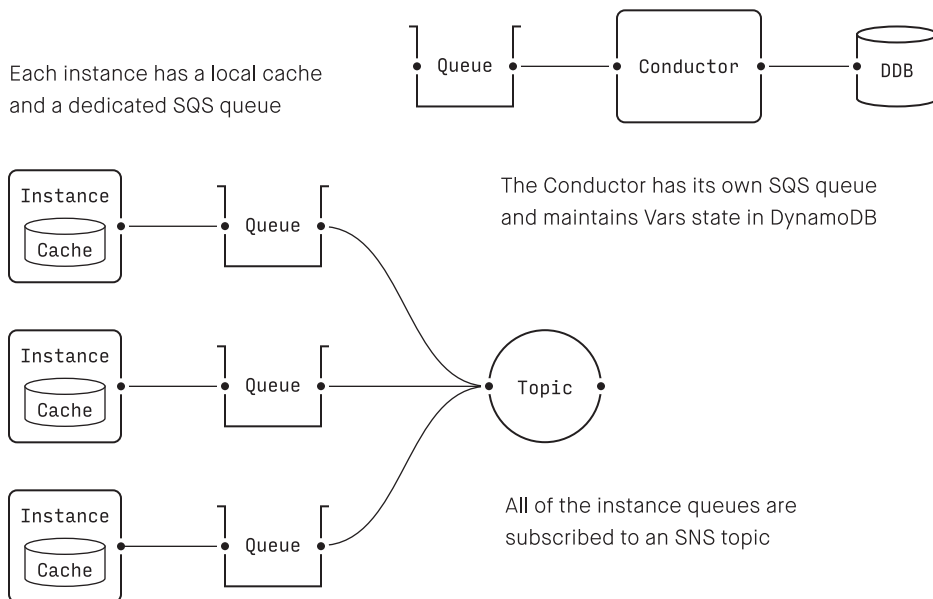 Queue
Conductor
DDB
Each instance has a local cache
and a dedicated SQS queue
The Conductor has its own SQS queue
and maintains Vars state in DynamoDB
Instance
Cache
Queue
Instance
Cache
Queue
Topic
Instance
Cache
Queue
All of the instance queues are
subscribed to an SNS topic